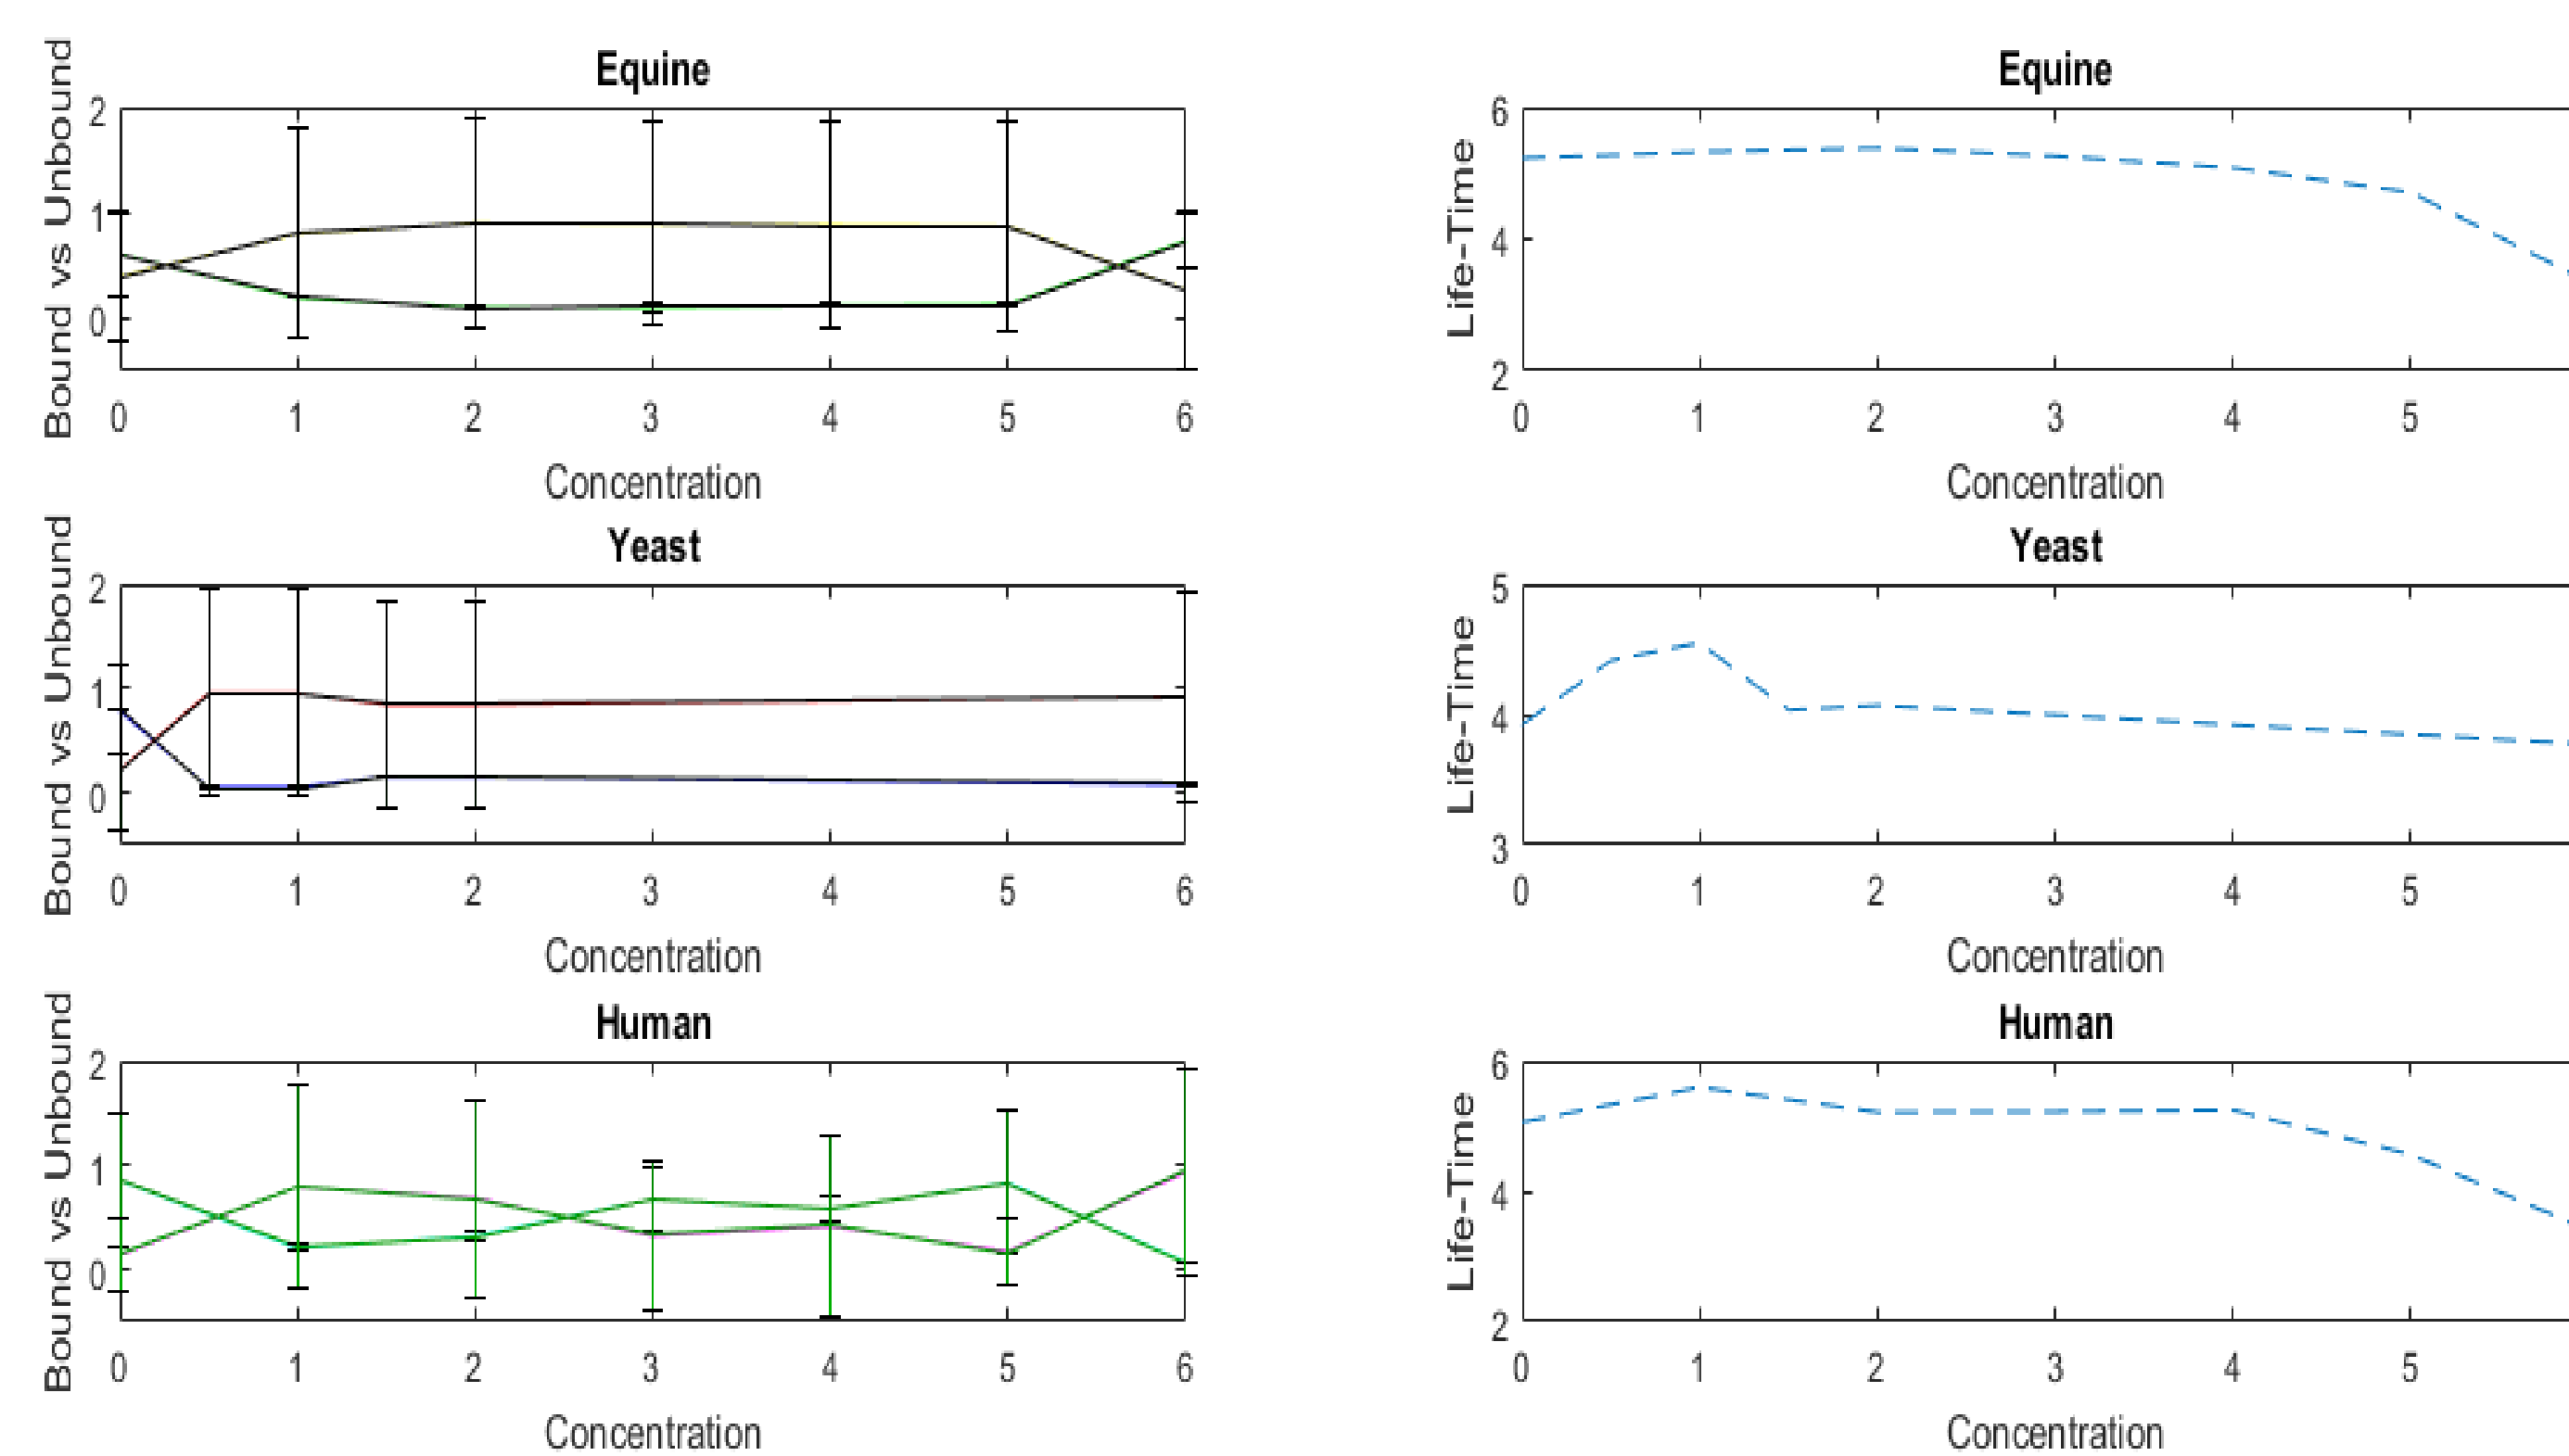 Equine
Bound vs Unbound
2
1
0
0 1 2 3 4 5 6
Concentration
Equine
Life-Time
6
4
2
0 1 2 3 4 5
Concentration
Yeast
Bound vs Unbound
2
1
0
0 1 2 3 4 5 6
Concentration
Yeast
Life-Time
5
4
3
0 1 2 3 4 5
Concentration
Human
Bound vs Unbound
2
1
0
0 1 2 3 4 5 6
Concentration
Human
Life-Time
6
4
2
0 1 2 3 4 5
Concentration